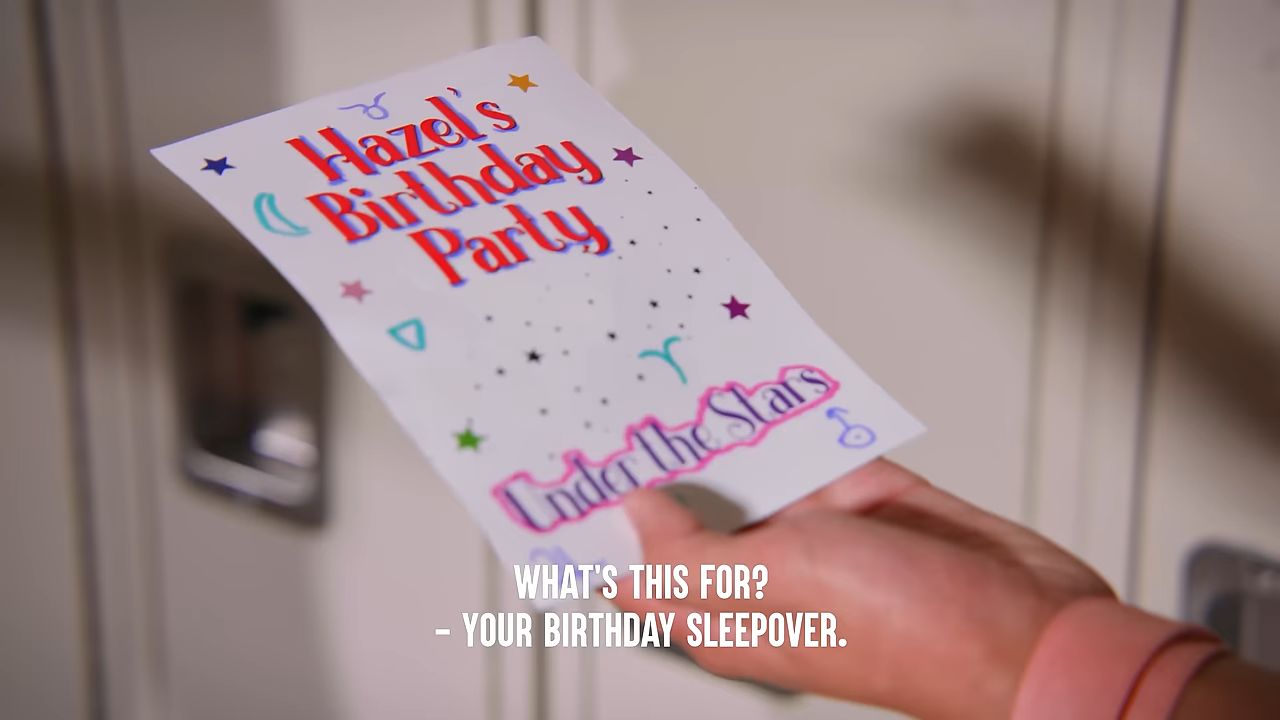 Hazel's
Birthday
Party
Under the Stars
WHAT'S THIS FOR?
- YOUR BIRTHDAY SLEEPOVER.